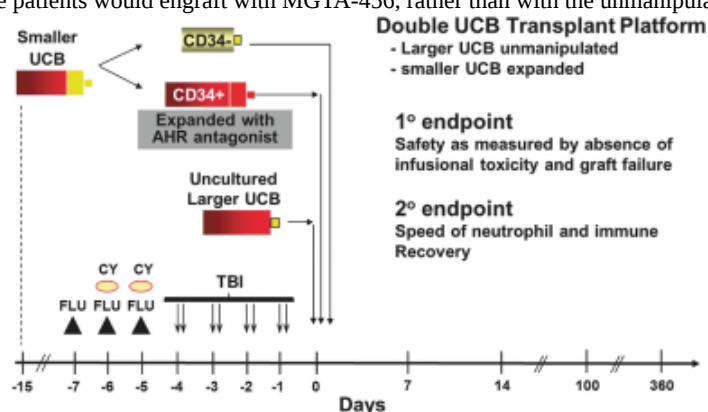 e patients would engraft with MGTA-456, rather than with the unmanipula
Smaller
UCB
CD34-
CD34+
Expanded with
AHR antagonist
Uncultured
Larger UCB
CY CY
FLU FLU FLU
TBI
Double UCB Transplant Platform
- Larger UCB unmanipulated
- smaller UCB expanded
1° endpoint
Safety as measured by absence of
infusional toxicity and graft failure
2° endpoint
Speed of neutrophil and immune
Recovery
-15 -7 -6 -5 -4 -3 -2 -1 0 7 14 100 360
Days